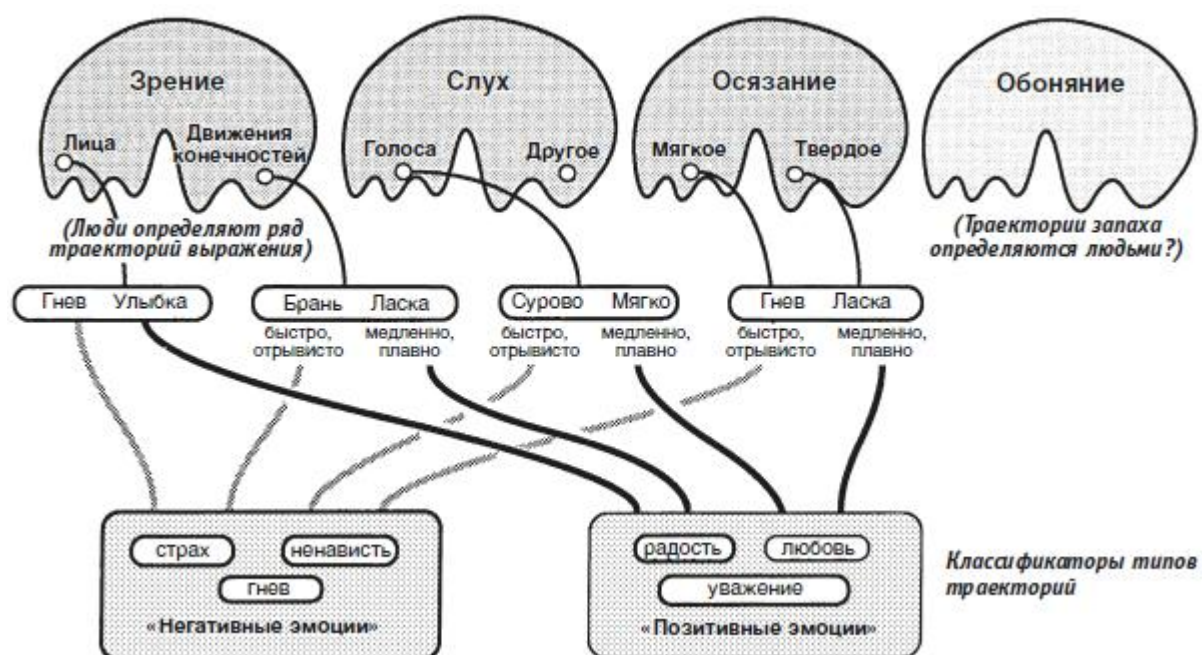 Зрение
Слух
Осязание
Обоняние
Лица
Движения
конечностей
Голоса
Другое
Мягкое
Твердое
(Люди определяют ряд
траекторий выражения)
(Траектории запаха
определяются людьми?)
Гнев Улыбка
Брань Ласка
Сурово Мягко
Гнев Ласка
быстро,
отрывисто
медленно,
плавно
быстро,
отрывисто
медленно,
плавно
быстро,
отрывисто
медленно,
плавно
страх
ненависть
гнев
«Негативные эмоции»
радость
любовь
уважение
«Позитивные эмоции»
Классификаторы типов
траекторий